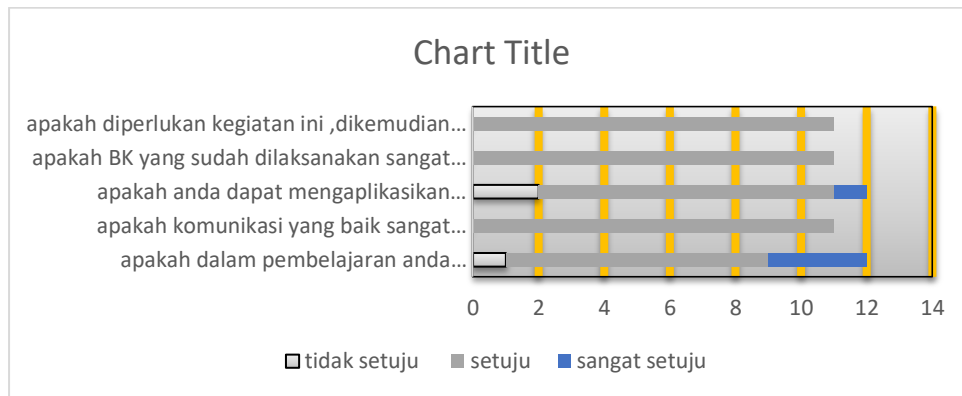 Chart Title
apakah diperlukan kegiatan ini ,dikemudian...
apakah BK yang sudah dilaksanakan sangat...
apakah anda dapat mengaplikasikan...
apakah komunikasi yang baik sangat...
apakah dalam pembelajaran anda...
0 2 4 6 8 10 12 14
tidak setuju setuju sangat setuju